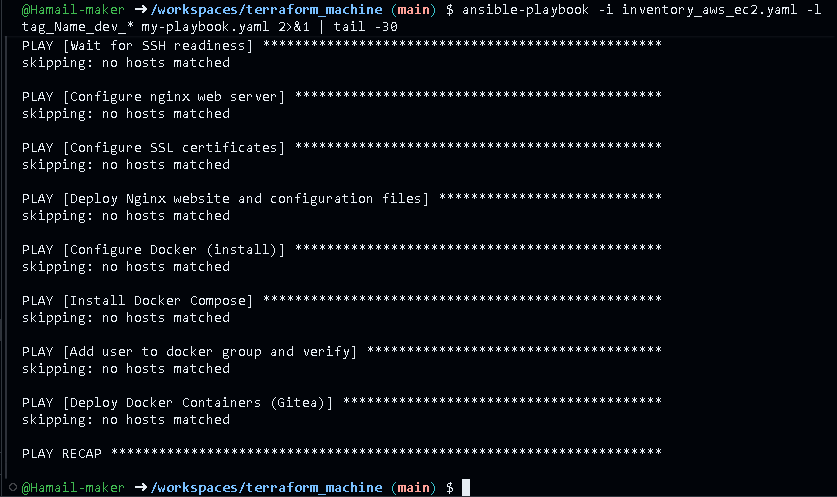 @Hamail-maker ➜ /workspaces/terraform_machine (main) $ ansible-playbook -i inventory_aws_ec2.yaml -l
tag_Name_dev_* my-playbook.yaml 2>&1 | tail -30
PLAY [Wait for SSH readiness] **************************************************
skipping: no hosts matched

PLAY [Configure nginx web server] **********************************************
skipping: no hosts matched

PLAY [Configure SSL certificates] **********************************************
skipping: no hosts matched

PLAY [Deploy Nginx website and configuration files] ****************************
skipping: no hosts matched

PLAY [Configure Docker (install)] **********************************************
skipping: no hosts matched

PLAY [Install Docker Compose] **************************************************
skipping: no hosts matched

PLAY [Add user to docker group and verify] *************************************
skipping: no hosts matched

PLAY [Deploy Docker Containers (Gitea)] ****************************************
skipping: no hosts matched

PLAY RECAP *********************************************************************

@Hamail-maker ➜ /workspaces/terraform_machine (main) $